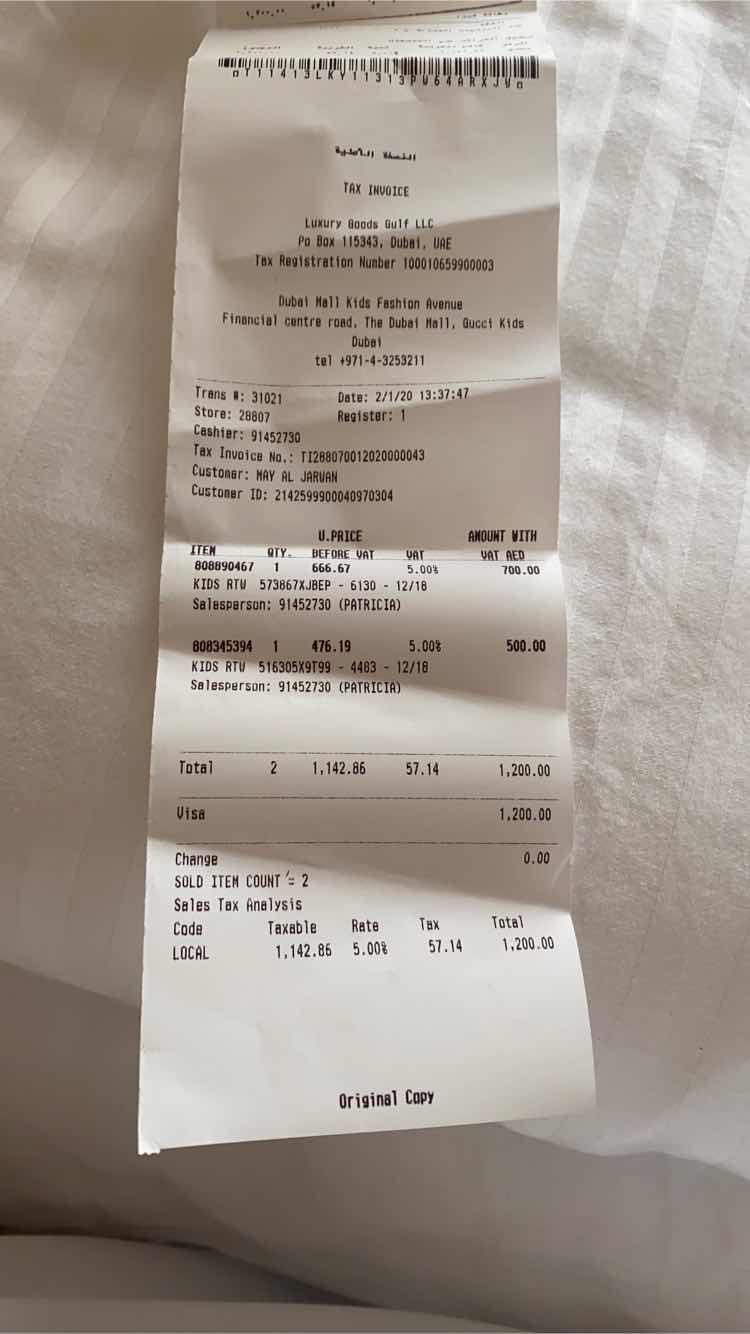 T11413LKY11313PW64ARXJW
النسخة الأصلية
TAX INVOICE
Luxury Goods Gulf LLC
Po Box 115343, Dubai, UAE
Tax Registration Number 100010659900003
Dubai Mall Kids Fashion Avenue
Financial centre road, The Dubai Mall, Gucci Kids
Dubai
tel +971-4-3253211
Trans #: 31021 Date: 2/1/20 13:37:47
Store: 28807 Register: 1
Cashier: 91452730
Tax Invoice No.: TI288070012020000043
Customer: MAY AL JARWAN
Customer ID: 2142599900040970304
U.PRICE AMOUNT WITH
ITEM QTY. BEFORE VAT VAT VAT AED
808890467 1 666.67 5.00% 700.00
KIDS RTW 573867XJBEP - 6130 - 12/18
Salesperson: 91452730 (PATRICIA)
808345394 1 476.19 5.00% 500.00
KIDS RTW 516305X9T99 - 4483 - 12/18
Salesperson: 91452730 (PATRICIA)
Total 2 1,142.86 57.14 1,200.00
Visa 1,200.00
Change 0.00
SOLD ITEM COUNT = 2
Sales Tax Analysis
Code Taxable Rate Tax Total
LOCAL 1,142.86 5.00% 57.14 1,200.00
Original Copy